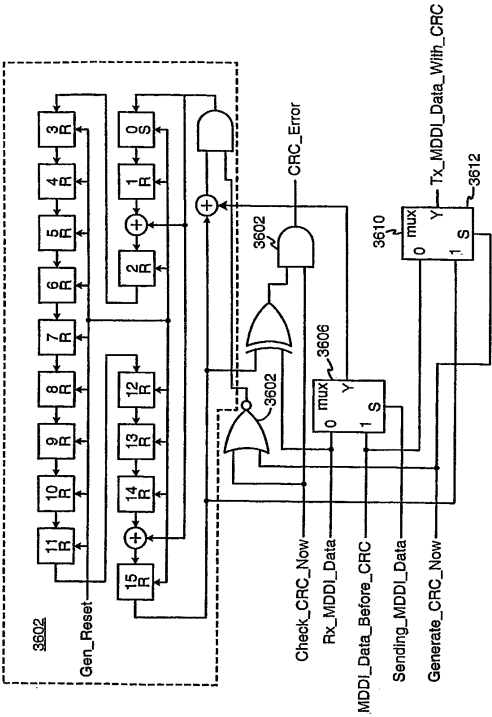 3602
Gen_Reset
11
R
10
R
9
R
8
R
7
R
6
R
5
R
4
R
3
R
15
R
14
R
13
R
12
R
2
R
1
R
0
S
Check_CRC_Now
Rx_MDDI_Data
_MDDI_Data_Before_CRC
Sending_MDDI_Data
Generate_CRC_Now
3602
3606
mux
0
1
Y
S
3602
CRC_Error
3610
mux
0
1
Y
S
3612
Tx_MDDI_Data_With_CRC